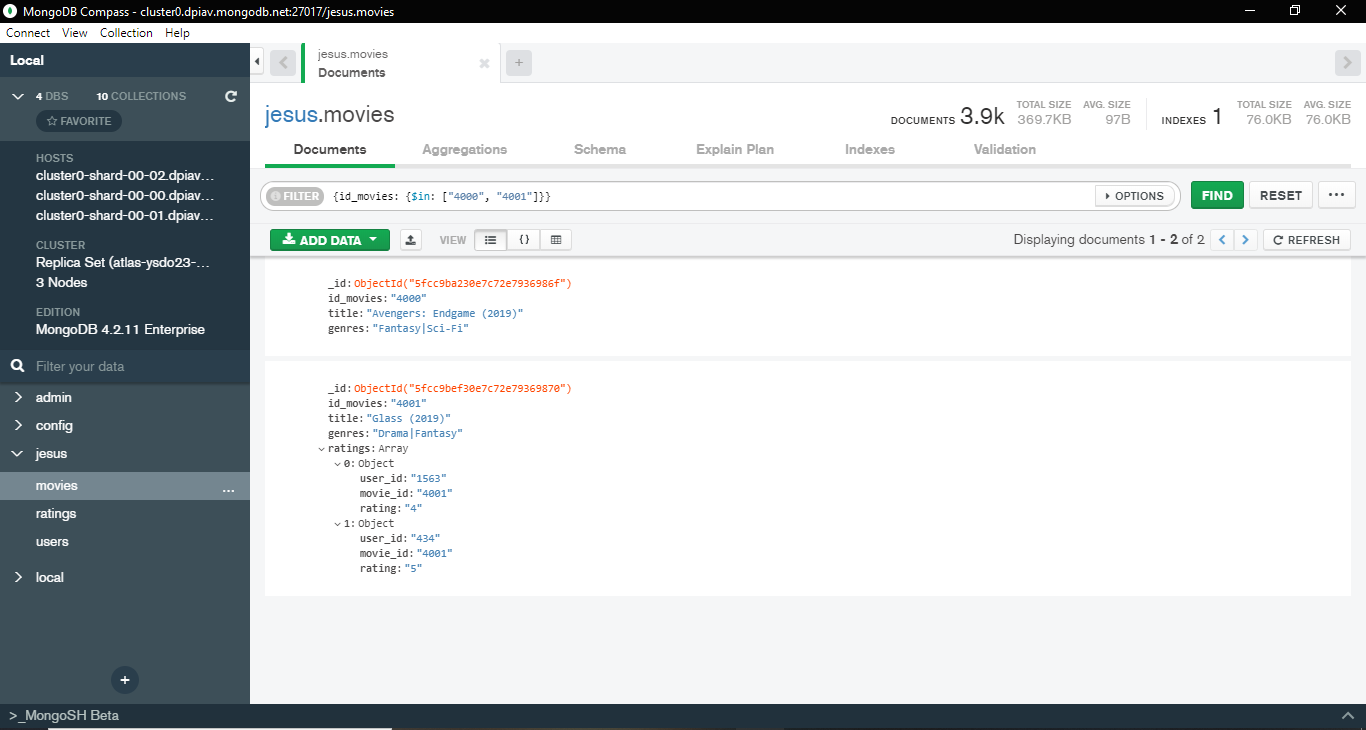 MongoDB Compass - cluster0.dpiav.mongodb.net:27017/jesus.movies
Connect View Collection Help
Local
4 DBS 10 COLLECTIONS
FAVORITE
HOSTS
cluster0-shard-00-02.dpiav...
cluster0-shard-00-00.dpiav...
cluster0-shard-00-01.dpiav...
CLUSTER
Replica Set (atlas-ysdo23-...
3 Nodes
EDITION
MongoDB 4.2.11 Enterprise
Filter your data
admin
config
jesus
movies ...
ratings
users
local
+
jesus.movies
Documents
+
jesus.movies
DOCUMENTS 3.9k TOTAL SIZE 369.7KB AVG. SIZE 97B INDEXES 1 TOTAL SIZE 76.0KB AVG. SIZE 76.0KB
Documents Aggregations Schema Explain Plan Indexes Validation
FILTER {id_movies: {$in: ["4000", "4001"]}} OPTIONS FIND RESET ...
ADD DATA VIEW {} Displaying documents 1 - 2 of 2 REFRESH
_id: ObjectId("5fcc9ba230e7c72e7936986f")
id_movies: "4000"
title: "Avengers: Endgame (2019)"
genres: "Fantasy|Sci-Fi"
_id: ObjectId("5fcc9bef30e7c72e79369870")
id_movies: "4001"
title: "Glass (2019)"
genres: "Drama|Fantasy"
ratings: Array
0: Object
user_id: "1563"
movie_id: "4001"
rating: "4"
1: Object
user_id: "434"
movie_id: "4001"
rating: "5"
>_MongoSH Beta